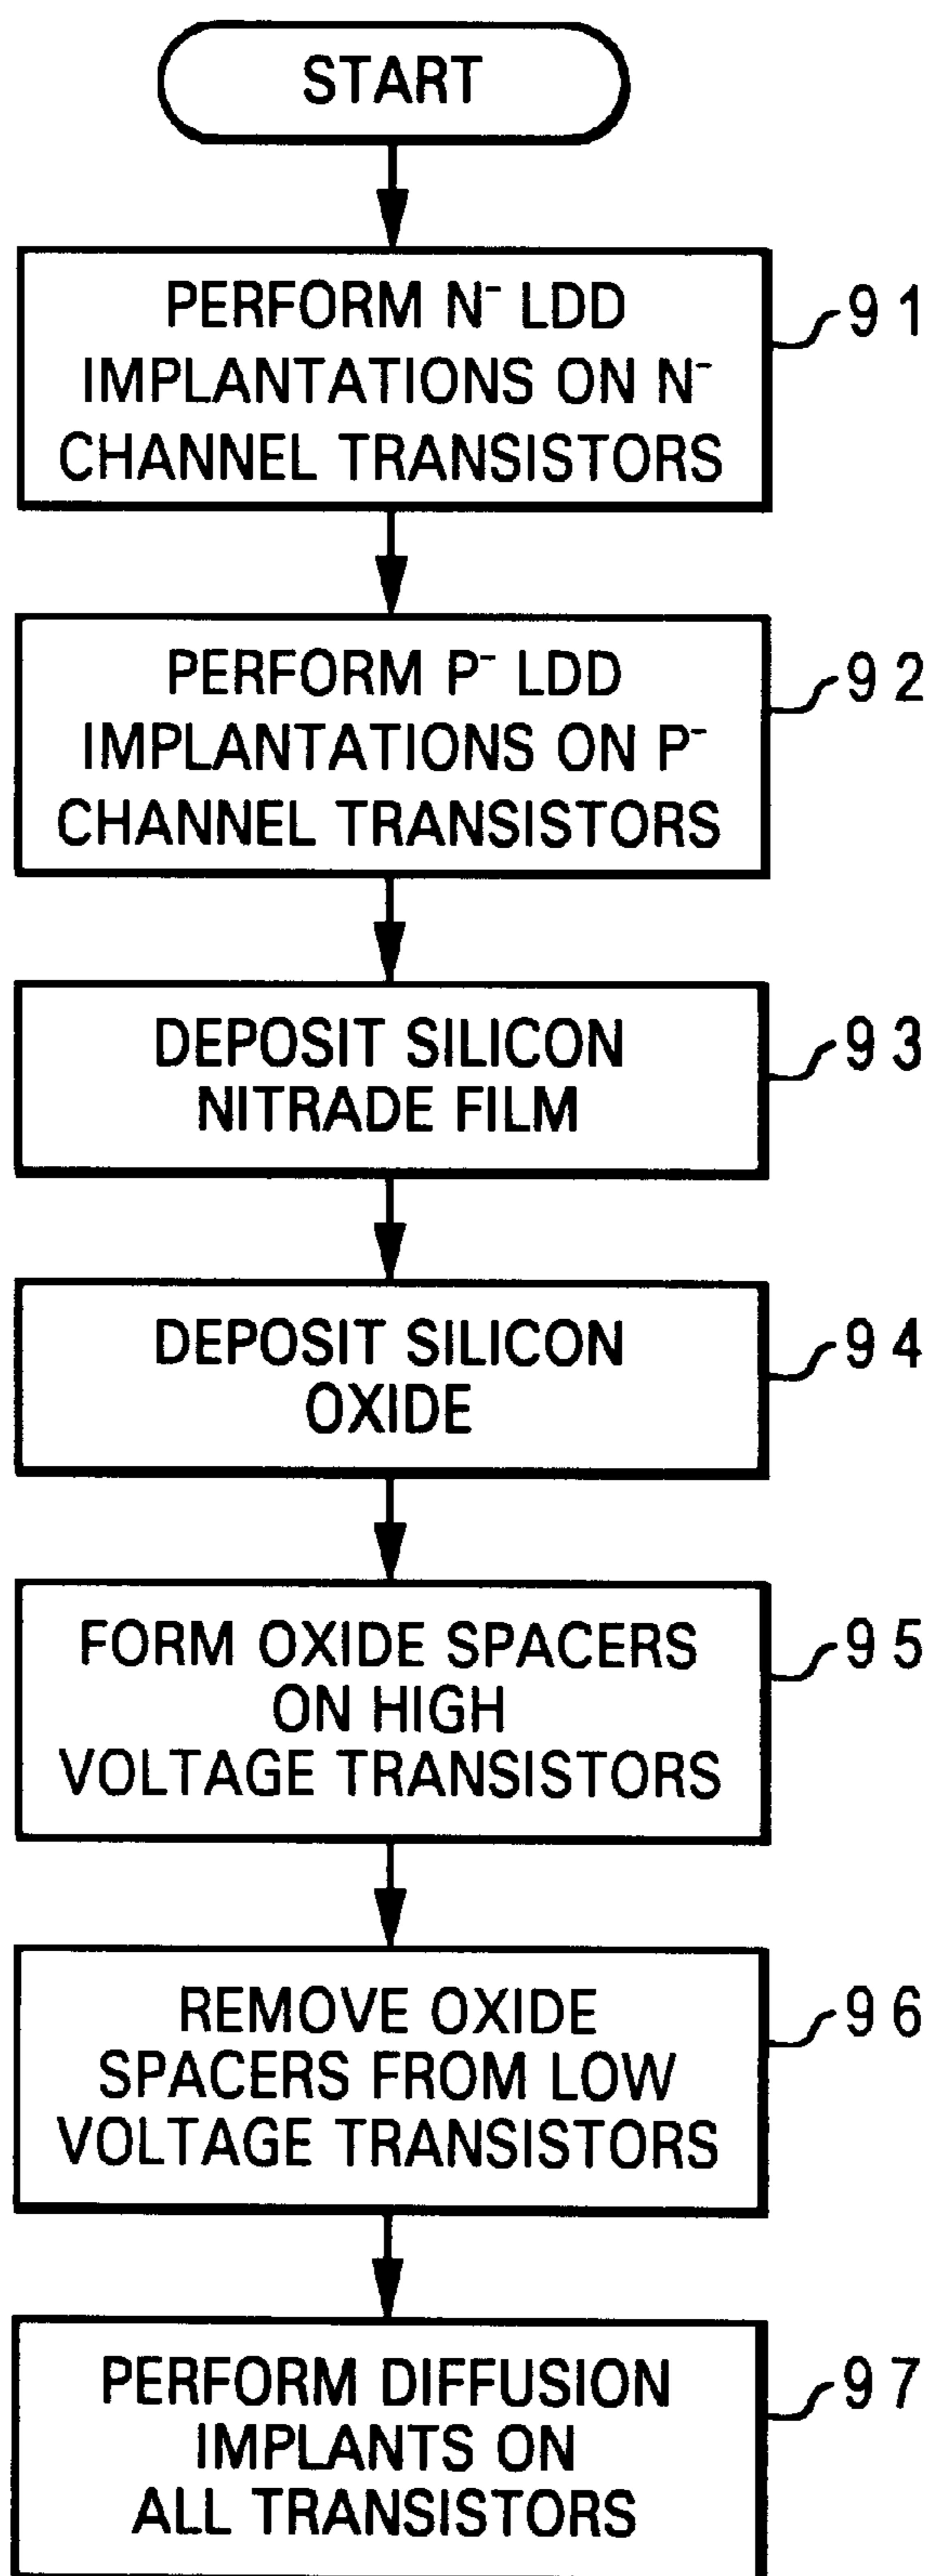 START
PERFORM N⁻ LDD
IMPLANTATIONS ON N⁻
CHANNEL TRANSISTORS
91
PERFORM P⁻ LDD
IMPLANTATIONS ON P⁻
CHANNEL TRANSISTORS
92
DEPOSIT SILICON
NITRADE FILM
93
DEPOSIT SILICON
OXIDE
94
FORM OXIDE SPACERS
ON HIGH
VOLTAGE TRANSISTORS
95
REMOVE OXIDE
SPACERS FROM LOW
VOLTAGE TRANSISTORS
96
PERFORM DIFFUSION
IMPLANTS ON
ALL TRANSISTORS
97